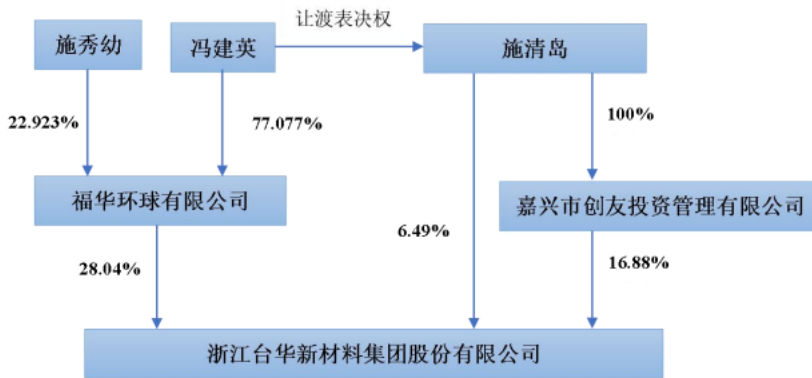 让渡表决权
施秀幼
冯建英
施清岛
22.923%
77.077%
100%
福华环球有限公司
嘉兴市创友投资管理有限公司
6.49%
28.04%
16.88%
浙江台华新材料集团股份有限公司